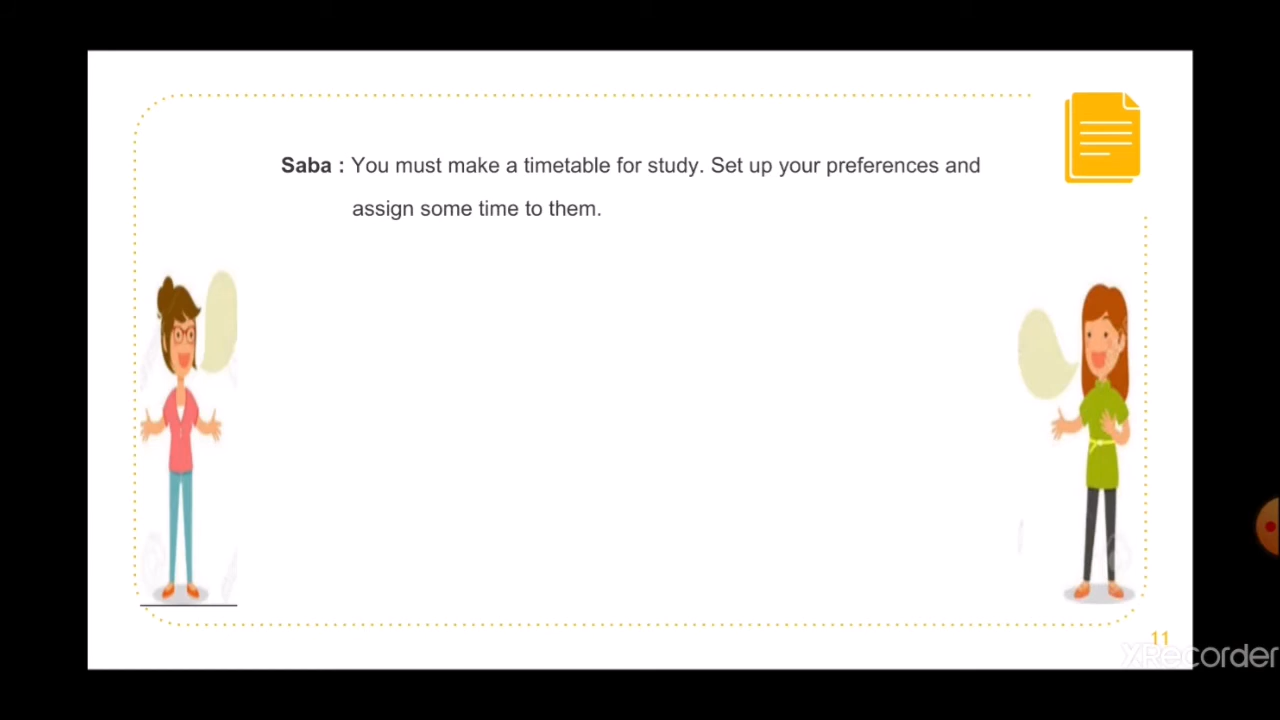 Saba : You must make a timetable for study. Set up your preferences and
assign some time to them.
11
XRecorder